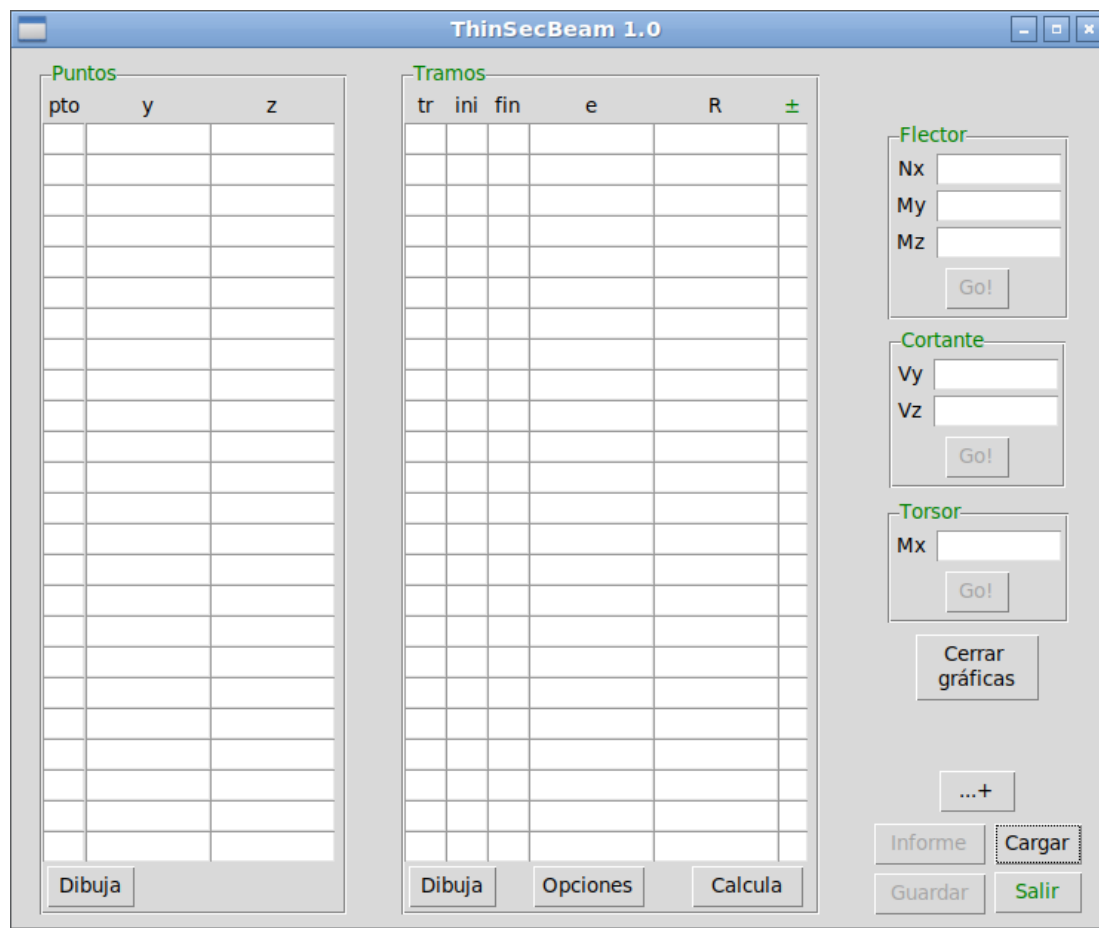 ThinSecBeam 1.0
Puntos
pto y z
Dibuja
Tramos
tr ini fin e R ±
Dibuja Opciones Calcula
Flector
Nx
My
Mz
Go!
Cortante
Vy
Vz
Go!
Torsor
Mx
Go!
Cerrar
gráficas
...+
Informe Cargar
Guardar Salir